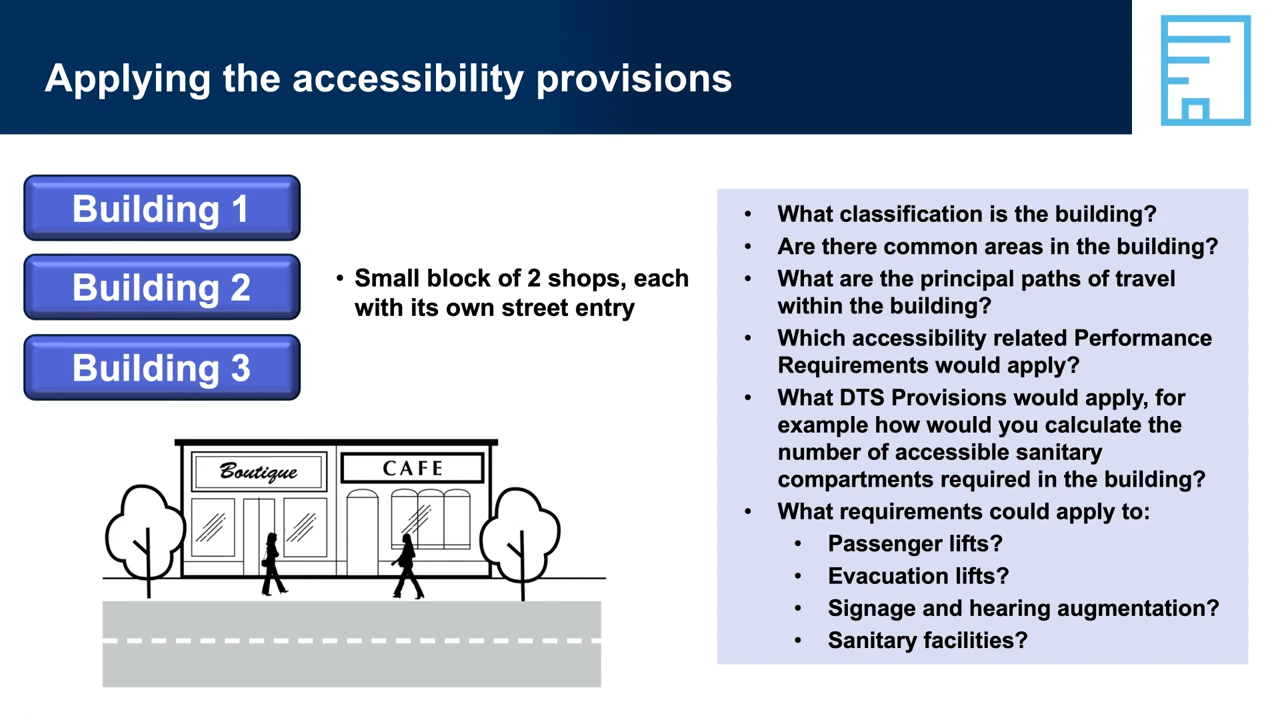 Applying the accessibility provisions
Building 1
Building 2
Building 3
• Small block of 2 shops, each
with its own street entry
Boutique
CAFE
• What classification is the building?
• Are there common areas in the building?
• What are the principal paths of travel
within the building?
• Which accessibility related Performance
Requirements would apply?
• What DTS Provisions would apply, for
example how would you calculate the
number of accessible sanitary
compartments required in the building?
• What requirements could apply to:
• Passenger lifts?
• Evacuation lifts?
• Signage and hearing augmentation?
• Sanitary facilities?